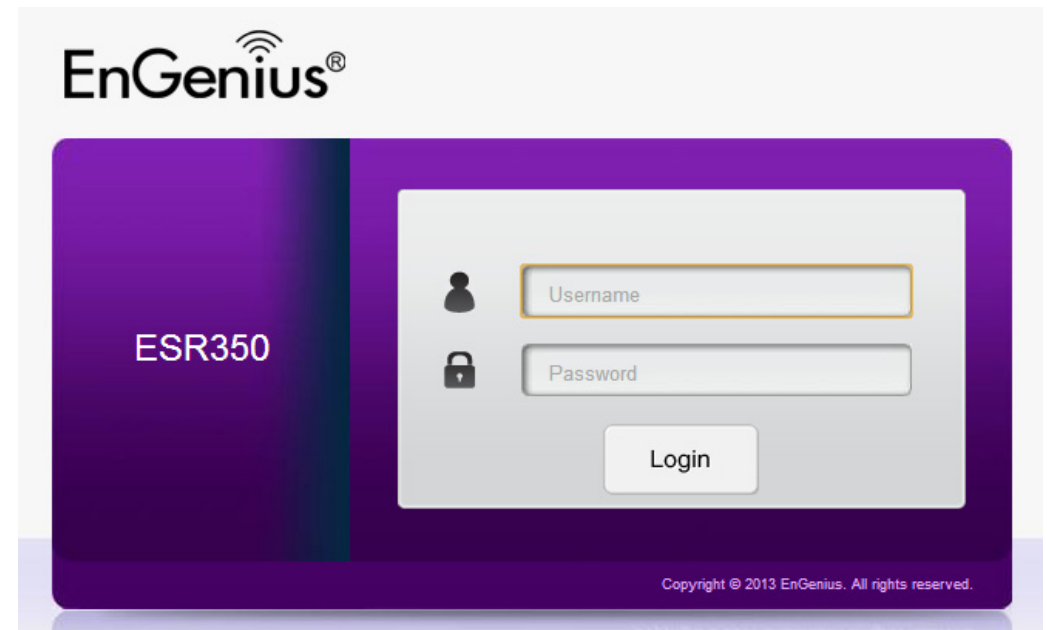 EnGenius®
ESR350
Username
Password
Login
Copyright © 2013 EnGenius. All rights reserved.